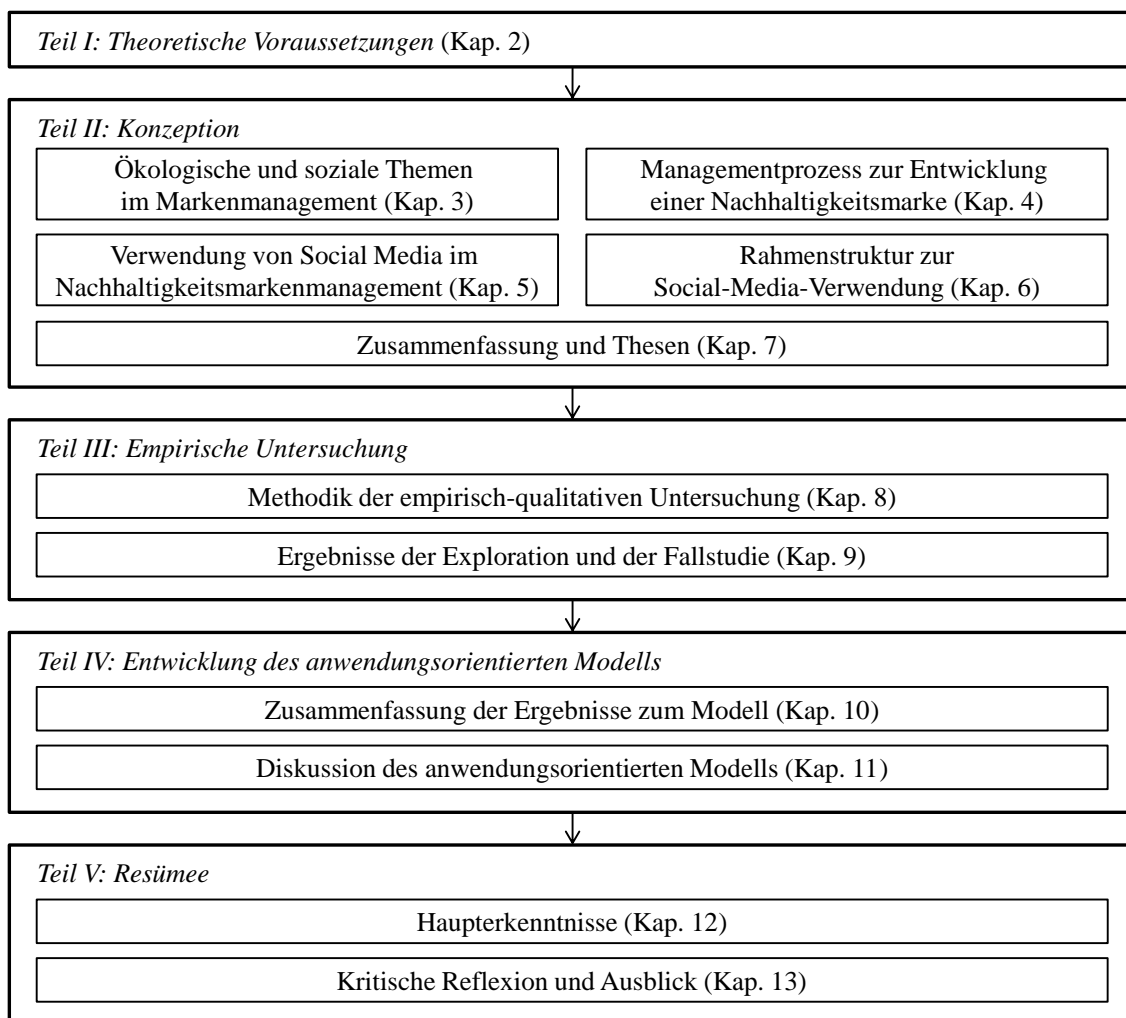 Teil I: Theoretische Voraussetzungen (Kap. 2)
Teil II: Konzeption
Ökologische und soziale Themen
im Markenmanagement (Kap. 3)
Managementprozess zur Entwicklung
einer Nachhaltigkeitsmarke (Kap. 4)
Verwendung von Social Media im
Nachhaltigkeitsmarkenmanagement (Kap. 5)
Rahmenstruktur zur
Social-Media-Verwendung (Kap. 6)
Zusammenfassung und Thesen (Kap. 7)
Teil III: Empirische Untersuchung
Methodik der empirisch-qualitativen Untersuchung (Kap. 8)
Ergebnisse der Exploration und der Fallstudie (Kap. 9)
Teil IV: Entwicklung des anwendungsorientierten Modells
Zusammenfassung der Ergebnisse zum Modell (Kap. 10)
Diskussion des anwendungsorientierten Modells (Kap. 11)
Teil V: Resümee
Haupterkenntnisse (Kap. 12)
Kritische Reflexion und Ausblick (Kap. 13)